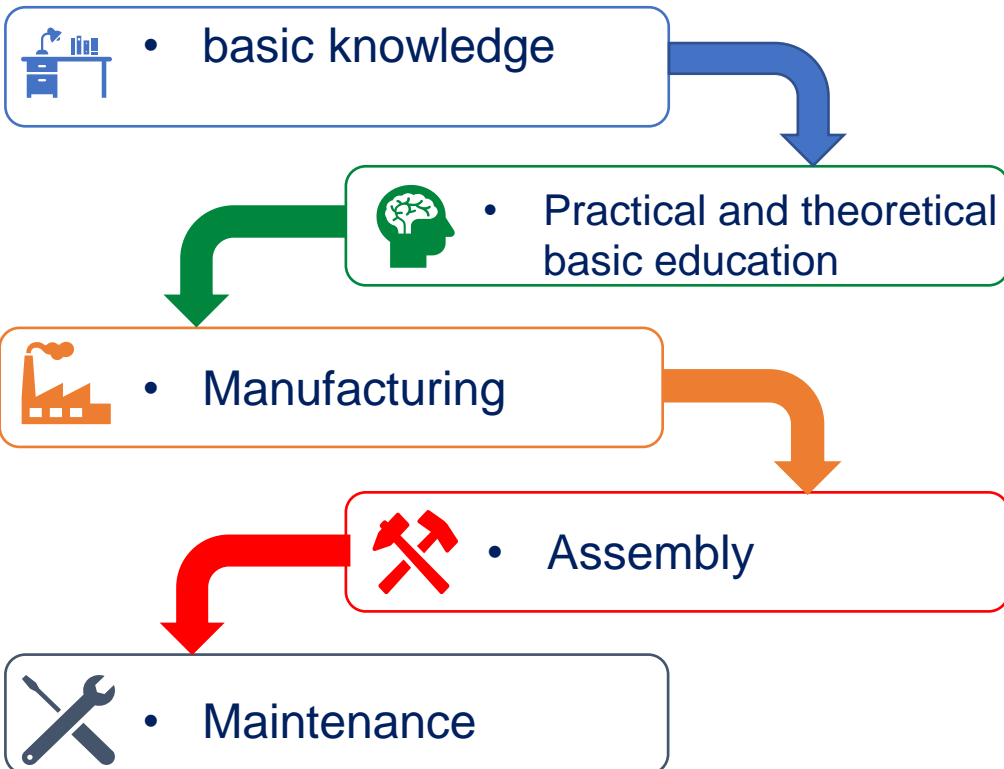 • basic knowledge
• Practical and theoretical
basic education
• Manufacturing
• Assembly
• Maintenance